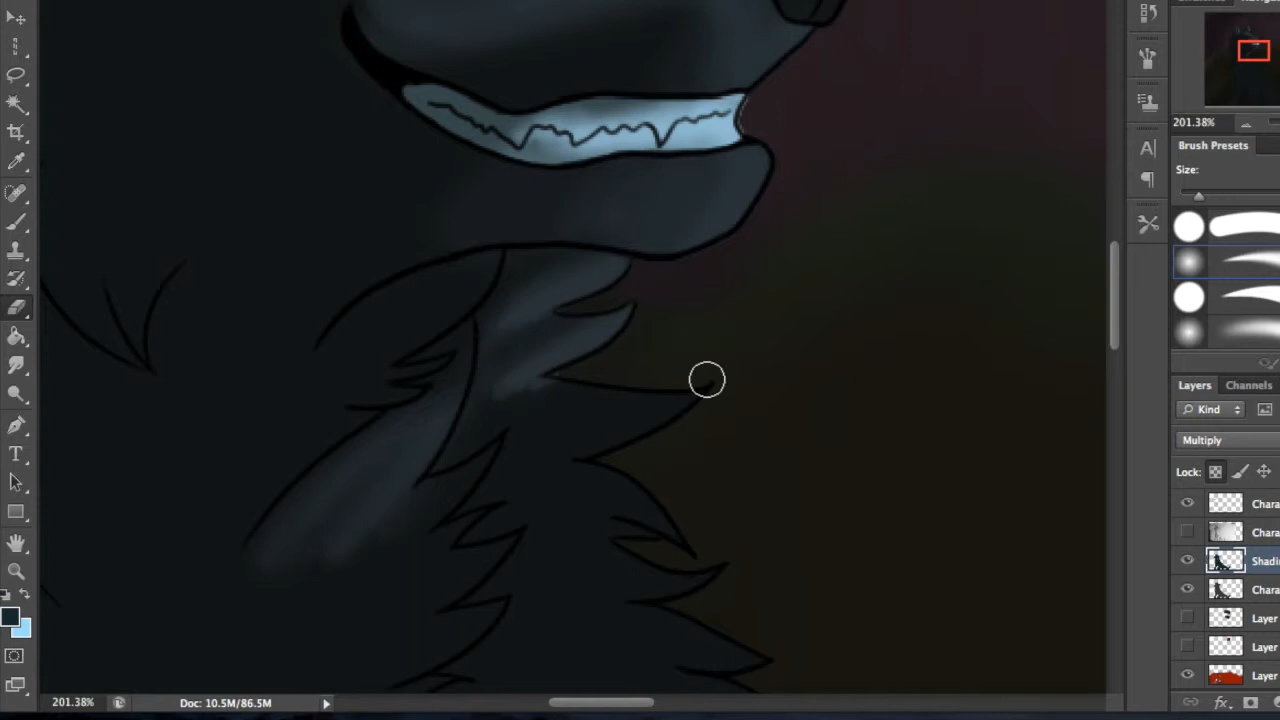 201.38%
Brush Presets
Size:
Layers Channels
Kind
Multiply
Lock:
Chara
Chara
Shadi
Chara
Layer
Layer
Layer
fx
T
A
201.38% Doc: 10.5M/86.5M